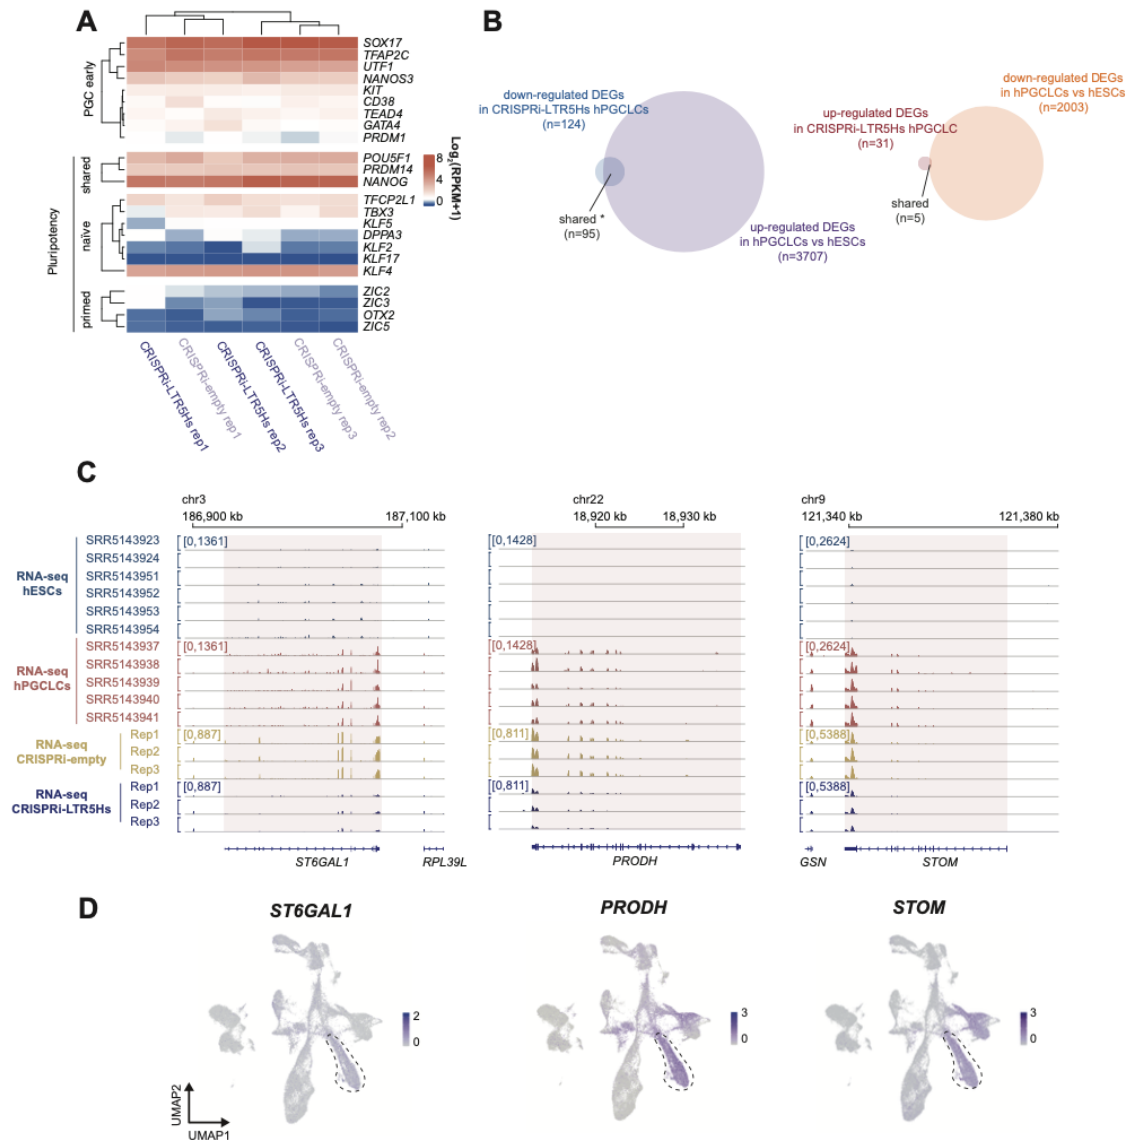 A
SOX17
TFAP2C
UTF1
NANOS3
KIT
CD38
TEAD4
GATA4
PRDM1
POU5F1
PRDM14
NANOG
TFCP2L1
TBX3
KLF5
DPPA3
KLF2
KLF17
KLF4
ZIC2
ZIC3
OTX2
ZIC5
PGC early
shared
naïve
primed
Pluripotency
8
4
0
Log2(RPKM+1)
CRISPRi-LTR5Hs rep1
CRISPRi-empty rep1
CRISPRi-LTR5Hs rep2
CRISPRi-LTR5Hs rep3
CRISPRi-empty rep3
CRISPRi-empty rep2
B
down-regulated DEGs
in CRISPRi-LTR5Hs hPGCLCs
(n=124)
shared *
(n=95)
up-regulated DEGs
in hPGCLCs vs hESCs
(n=3707)
up-regulated DEGs
in CRISPRi-LTR5Hs hPGCLC
(n=31)
shared
(n=5)
down-regulated DEGs
in hPGCLCs vs hESCs
(n=2003)
C
chr3
186,900 kb 187,100 kb
chr22
18,920 kb 18,930 kb
chr9
121,340 kb 121,380 kb
RNA-seq
hESCs
SRR5143923
SRR5143924
SRR5143951
SRR5143952
SRR5143953
SRR5143954
RNA-seq
hPGCLCs
SRR5143937
SRR5143938
SRR5143939
SRR5143940
SRR5143941
RNA-seq
CRISPRi-empty
Rep1
Rep2
Rep3
RNA-seq
CRISPRi-LTR5Hs
Rep1
Rep2
Rep3
[0,1361]
[0,1361]
[0,887]
[0,887]
[0,1428]
[0,1428]
[0,811]
[0,811]
[0,2624]
[0,2624]
[0,5388]
[0,5388]
ST6GAL1 RPL39L
PRODH
GSN STOM
D
ST6GAL1
2
0
PRODH
3
0
STOM
3
0
UMAP2
UMAP1